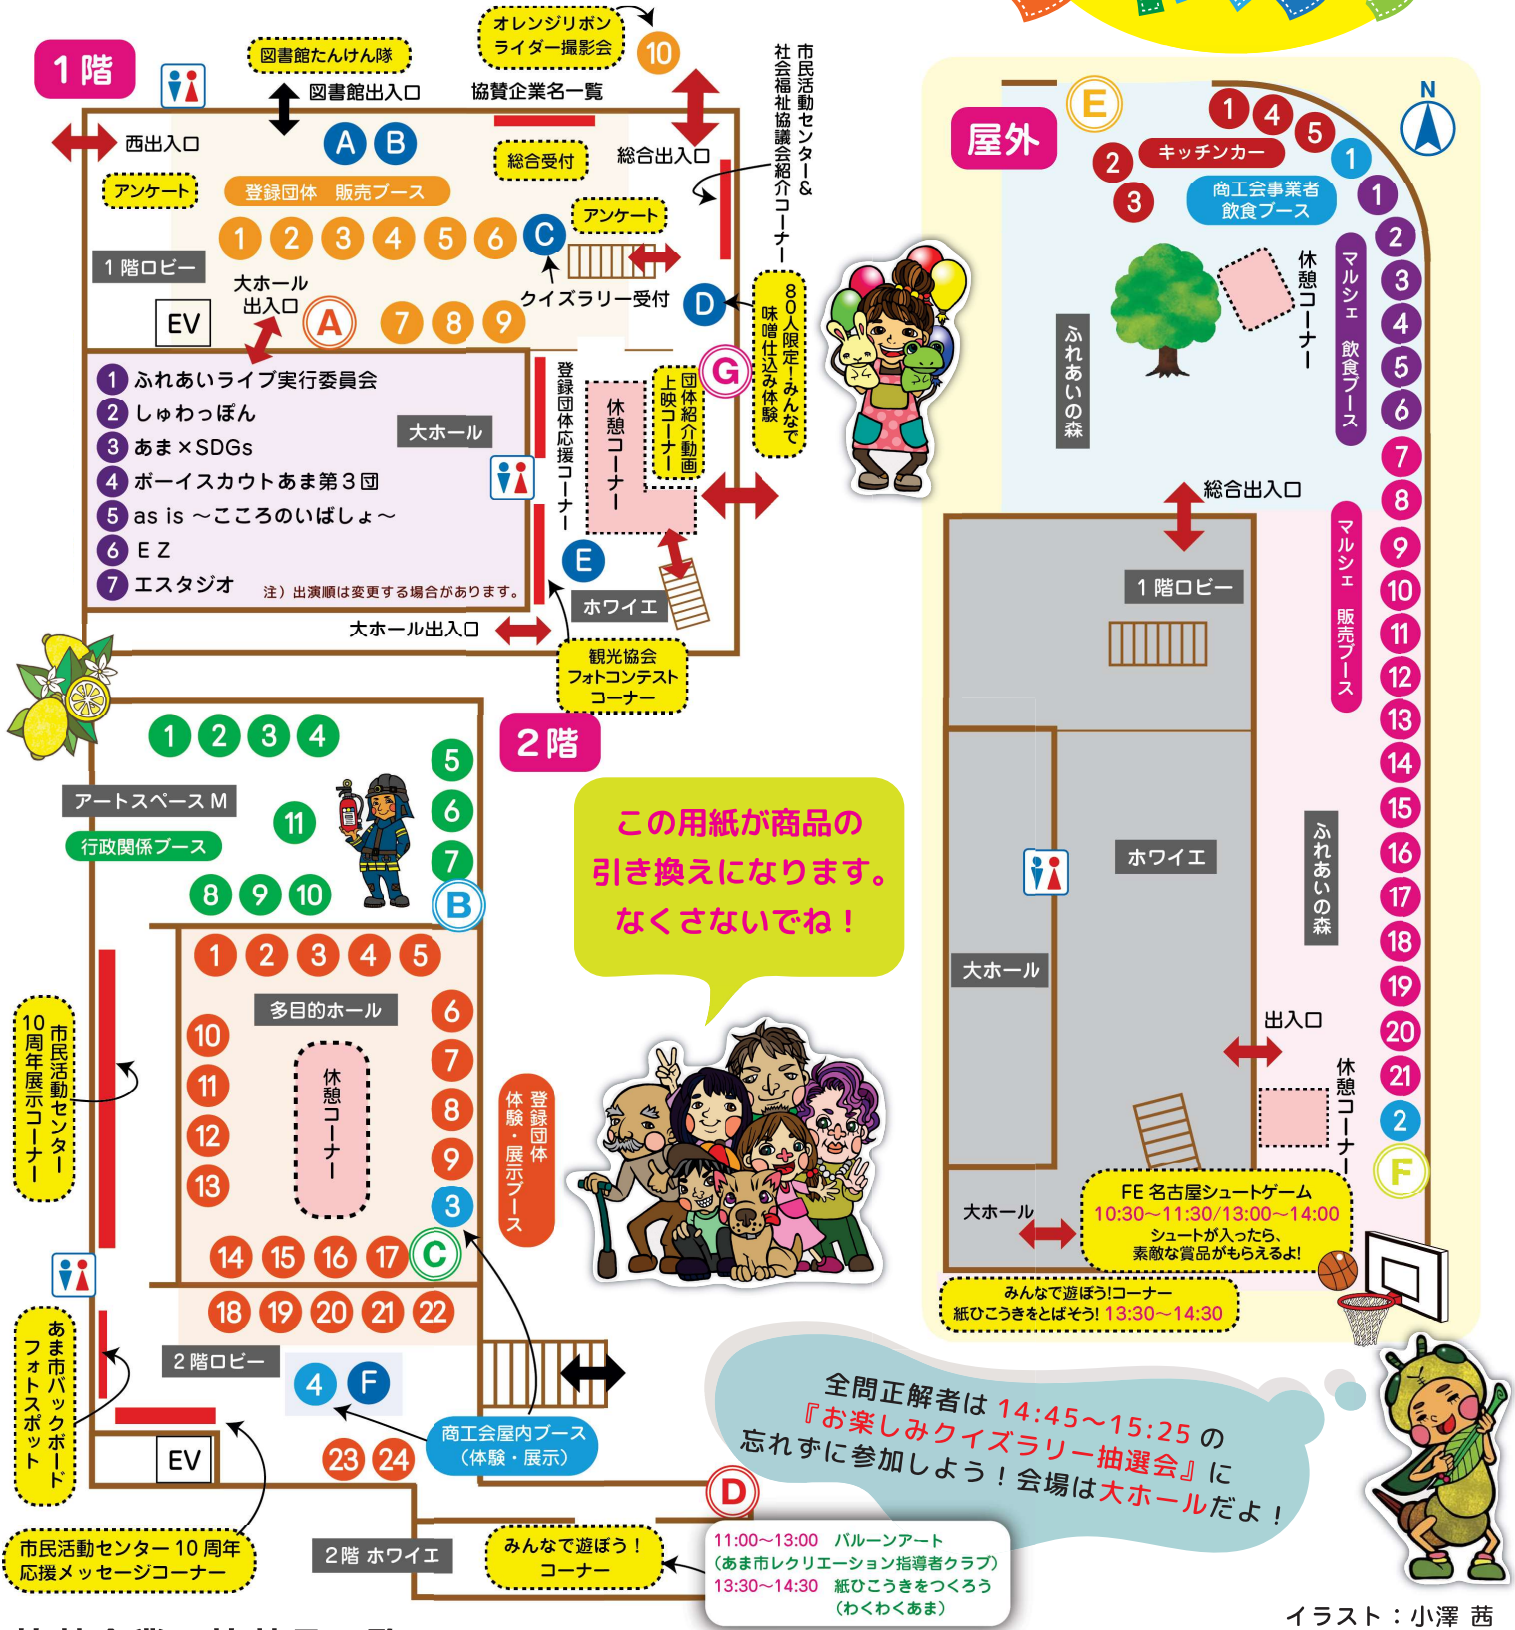 1階
図書館たんけん隊
オレンジリボン
ライダー撮影会
10
図書館出入口
協賛企業名一覧
西出入口
A B
総合受付
総合出入口
市民活動センター&
社会福祉協議会紹介コーナー
アンケート
登録団体 販売ブース
アンケート
1 2 3 4 5 6 C
1階ロビー
大ホール
出入口
クイズラリー受付
D
EV
A
7 8 9
80人限定!みんなで
味噌仕込み体験
G
1 ふれあいライブ実行委員会
2 しゅわっぽん
3 あま×SDGs
4 ボーイスカウトあま第3団
5 as is ～こころのいばしょ～
6 E Z
7 エスタジオ
注）出演順は変更する場合があります。
大ホール
登録団体応援コーナー
休憩コーナー
団体紹介動画
上映コーナー
E
ホワイエ
大ホール出入口
観光協会
フォトコンテスト
コーナー
2階
1 2 3 4
5
6
7
アートスペース M
行政関係ブース
11
8 9 10
B
1 2 3 4 5
多目的ホール
6
7
8
9
3
10
11
12
13
休憩コーナー
登録団体
体験・展示ブース
市民活動センター
10周年展示コーナー
14 15 16 17 C
18 19 20 21 22
あま市バックボード
フォトスポット
2階ロビー
4 F
商工会屋内ブース
（体験・展示）
EV
23 24
D
市民活動センター10周年
応援メッセージコーナー
2階 ホワイエ
みんなで遊ぼう！
コーナー
11:00～13:00 バルーンアート
（あま市レクリエーション指導者クラブ）
13:30～14:30 紙ひこうきをつくろう
（わくわくあま）
この用紙が商品の
引き換えになります。
なくさないでね！
屋外
E
N
1 4 5
キッチンカー
2
3
1
商工会事業者
飲食ブース
1
2
3
4
5
6
マルシェ 飲食ブース
休憩コーナー
ふれあいの森
7
8
9
10
11
12
13
14
15
16
17
18
19
20
21
2
F
マルシェ 販売ブース
総合出入口
1階ロビー
ホワイエ
ふれあいの森
大ホール
出入口
休憩コーナー
大ホール
FE 名古屋シュートゲーム
10:30～11:30/13:00～14:00
シュートが入ったら、
素敵な賞品がもらえるよ!
みんなで遊ぼう!コーナー
紙ひこうきをとばそう! 13:30～14:30
全問正解者は 14:45～15:25 の
『お楽しみクイズラリー抽選会』に
忘れずに参加しよう！会場は大ホールだよ！
イラスト：小澤 茜